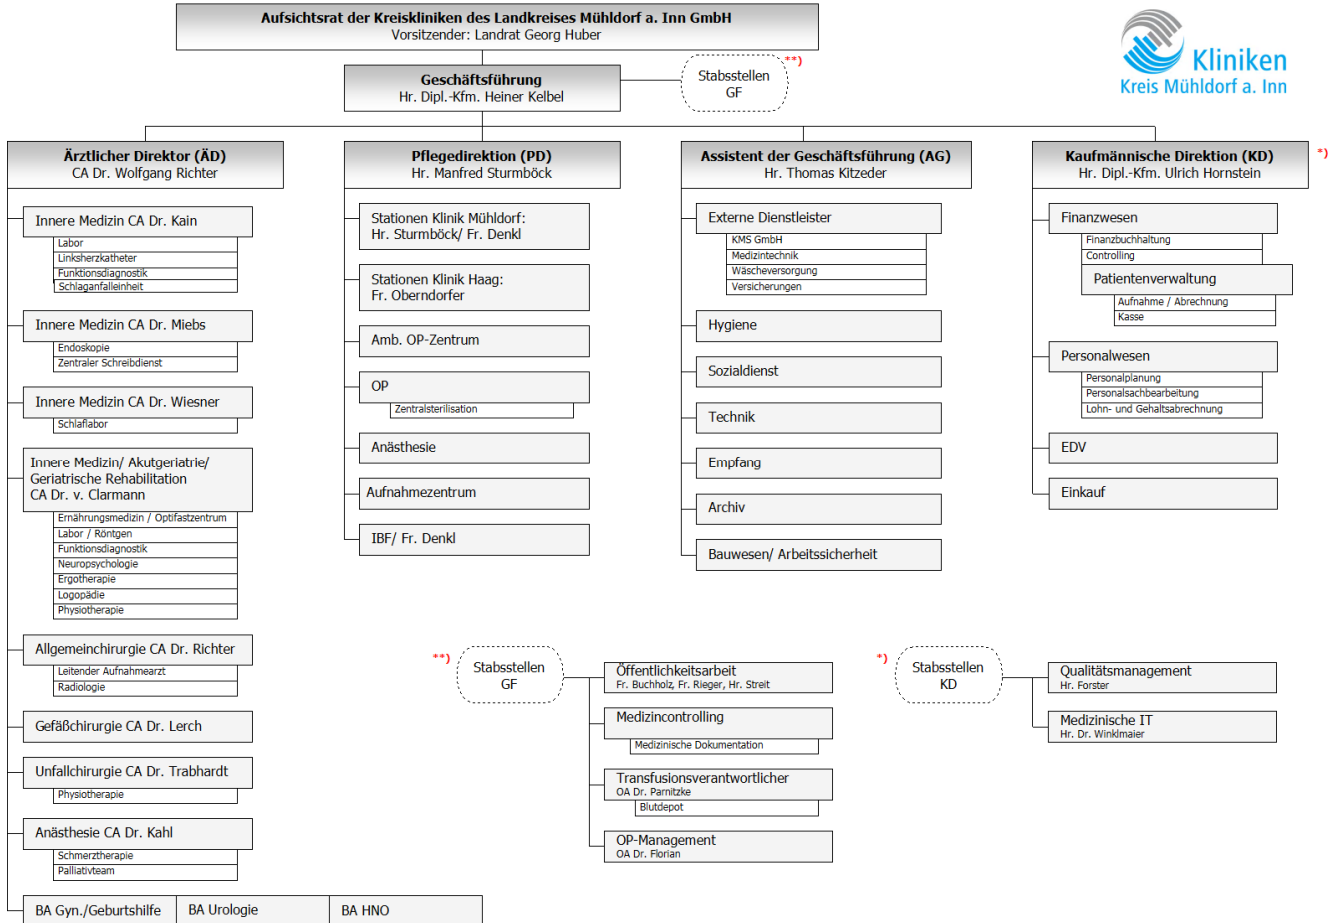 Aufsichtsrat der Kreiskliniken des Landkreises Mühldorf a. Inn GmbH
Vorsitzender: Landrat Georg Huber
Kliniken
Kreis Mühldorf a. Inn
Geschäftsführung
Hr. Dipl.-Kfm. Heiner Kelbel
Stabsstellen
GF
**)
Ärztlicher Direktor (ÄD)
CA Dr. Wolfgang Richter
Innere Medizin CA Dr. Kain
Labor
Linksherzkatheter
Funktionsdiagnostik
Schlaganfalleinheit
Innere Medizin CA Dr. Miebs
Endoskopie
Zentraler Schreibdienst
Innere Medizin CA Dr. Wiesner
Schlaflabor
Innere Medizin/ Akutgeriatrie/
Geriatrische Rehabilitation
CA Dr. v. Clarmann
Ernährungsmedizin / Optifastzentrum
Labor / Röntgen
Funktionsdiagnostik
Neuropsychologie
Ergotherapie
Logopädie
Physiotherapie
Allgemeinchirurgie CA Dr. Richter
Leitender Aufnahmearzt
Radiologie
Gefäßchirurgie CA Dr. Lerch
Unfallchirurgie CA Dr. Trabhardt
Physiotherapie
Anästhesie CA Dr. Kahl
Schmerztherapie
Palliativteam
BA Gyn./Geburtshilfe
BA Urologie
BA HNO
Pflegedirektion (PD)
Hr. Manfred Sturmböck
Stationen Klinik Mühldorf:
Hr. Sturmböck/ Fr. Denkl
Stationen Klinik Haag:
Fr. Oberndorfer
Amb. OP-Zentrum
OP
Zentralsterilisation
Anästhesie
Aufnahmezentrum
IBF/ Fr. Denkl
Assistent der Geschäftsführung (AG)
Hr. Thomas Kitzeder
Externe Dienstleister
KMS GmbH
Medizintechnik
Wäscheversorgung
Versicherungen
Hygiene
Sozialdienst
Technik
Empfang
Archiv
Bauwesen/ Arbeitssicherheit
Kaufmännische Direktion (KD)
Hr. Dipl.-Kfm. Ulrich Hornstein
*)
Finanzwesen
Finanzbuchhaltung
Controlling
Patientenverwaltung
Aufnahme / Abrechnung
Kasse
Personalwesen
Personalplanung
Personalsachbearbeitung
Lohn- und Gehaltsabrechnung
EDV
Einkauf
**)
Stabsstellen
GF
Öffentlichkeitsarbeit
Fr. Buchholz, Fr. Rieger, Hr. Streit
Medizincontrolling
Medizinische Dokumentation
Transfusionsverantwortlicher
OA Dr. Parnitzke
Blutdepot
OP-Management
OA Dr. Florian
*)
Stabsstellen
KD
Qualitätsmanagement
Hr. Forster
Medizinische IT
Hr. Dr. Winklmaier